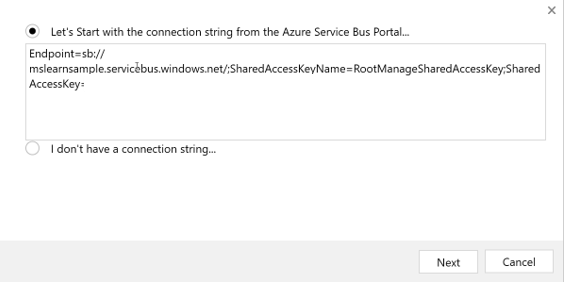 Let's Start with the connection string from the Azure Service Bus Portal...
Endpoint=sb://
mslearnsample.servicebus.windows.net/;SharedAccessKeyName=RootManageSharedAccessKey;Shared
AccessKey=
I don't have a connection string...
Next
Cancel